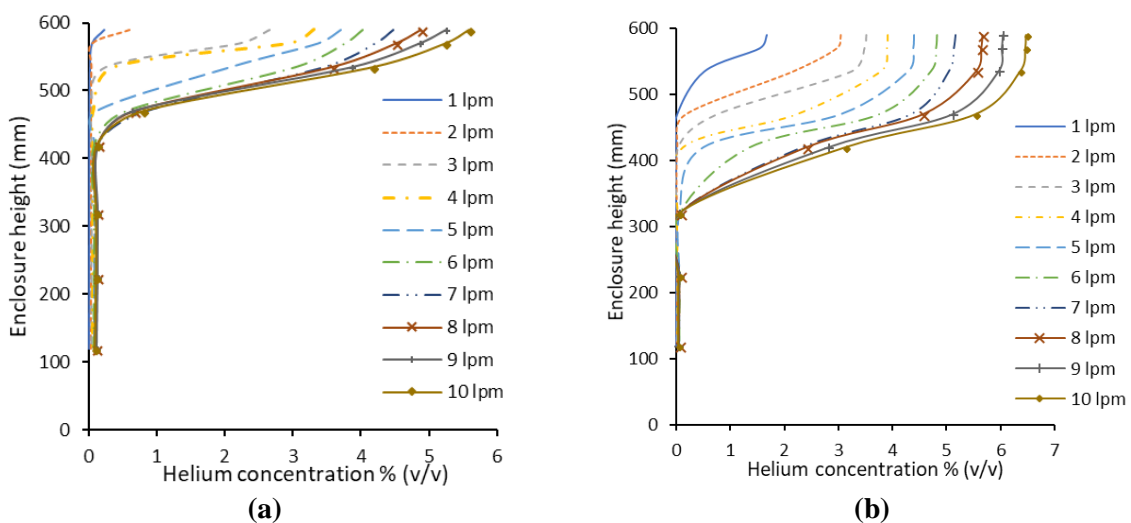 600
500
400
300
200
100
0
Enclosure height (mm)
0 1 2 3 4 5 6
Helium concentration % (v/v)
1 lpm
2 lpm
3 lpm
4 lpm
5 lpm
6 lpm
7 lpm
8 lpm
9 lpm
10 lpm
(a)
600
500
400
300
200
100
0
Enclosure height (mm)
0 1 2 3 4 5 6 7
Helium concentration % (v/v)
1 lpm
2 lpm
3 lpm
4 lpm
5 lpm
6 lpm
7 lpm
8 lpm
9 lpm
10 lpm
(b)